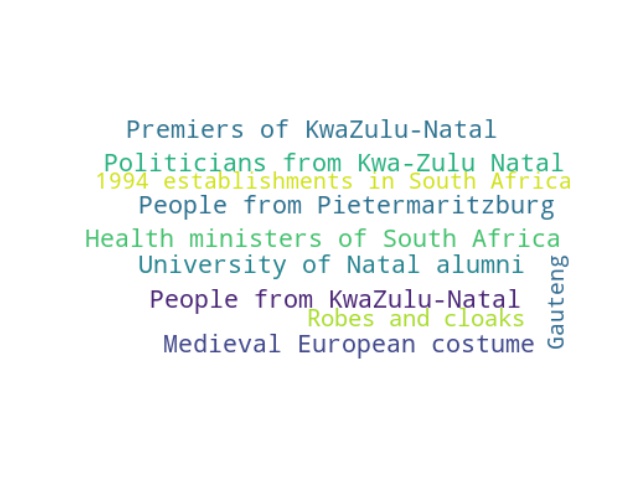 Premiers of KwaZulu-Natal
Politicians from Kwa-Zulu Natal
1994 establishments in South Africa
People from Pietermaritzburg
Health ministers of South Africa
University of Natal alumni
Gauteng
People from KwaZulu-Natal
Robes and cloaks
Medieval European costume